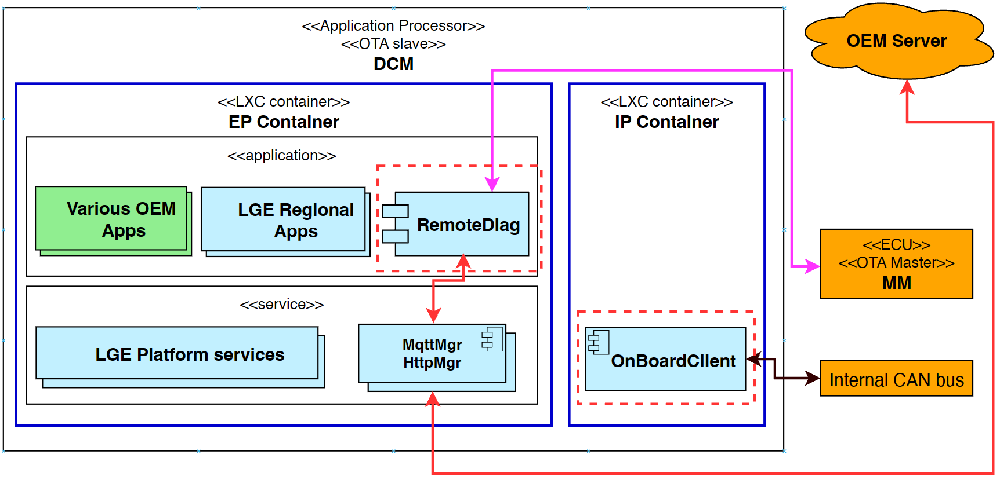 <<Application Processor>>
<<OTA slave>>
DCM
OEM Server
<<LXC container>>
EP Container
<<LXC container>>
IP Container
<<application>>
Various OEM
Apps
LGE Regional
Apps
RemoteDiag
<<ECU>>
<<OTA Master>>
MM
<<service>>
LGE Platform services
MqttMgr
HttpMgr
OnBoardClient
Internal CAN bus